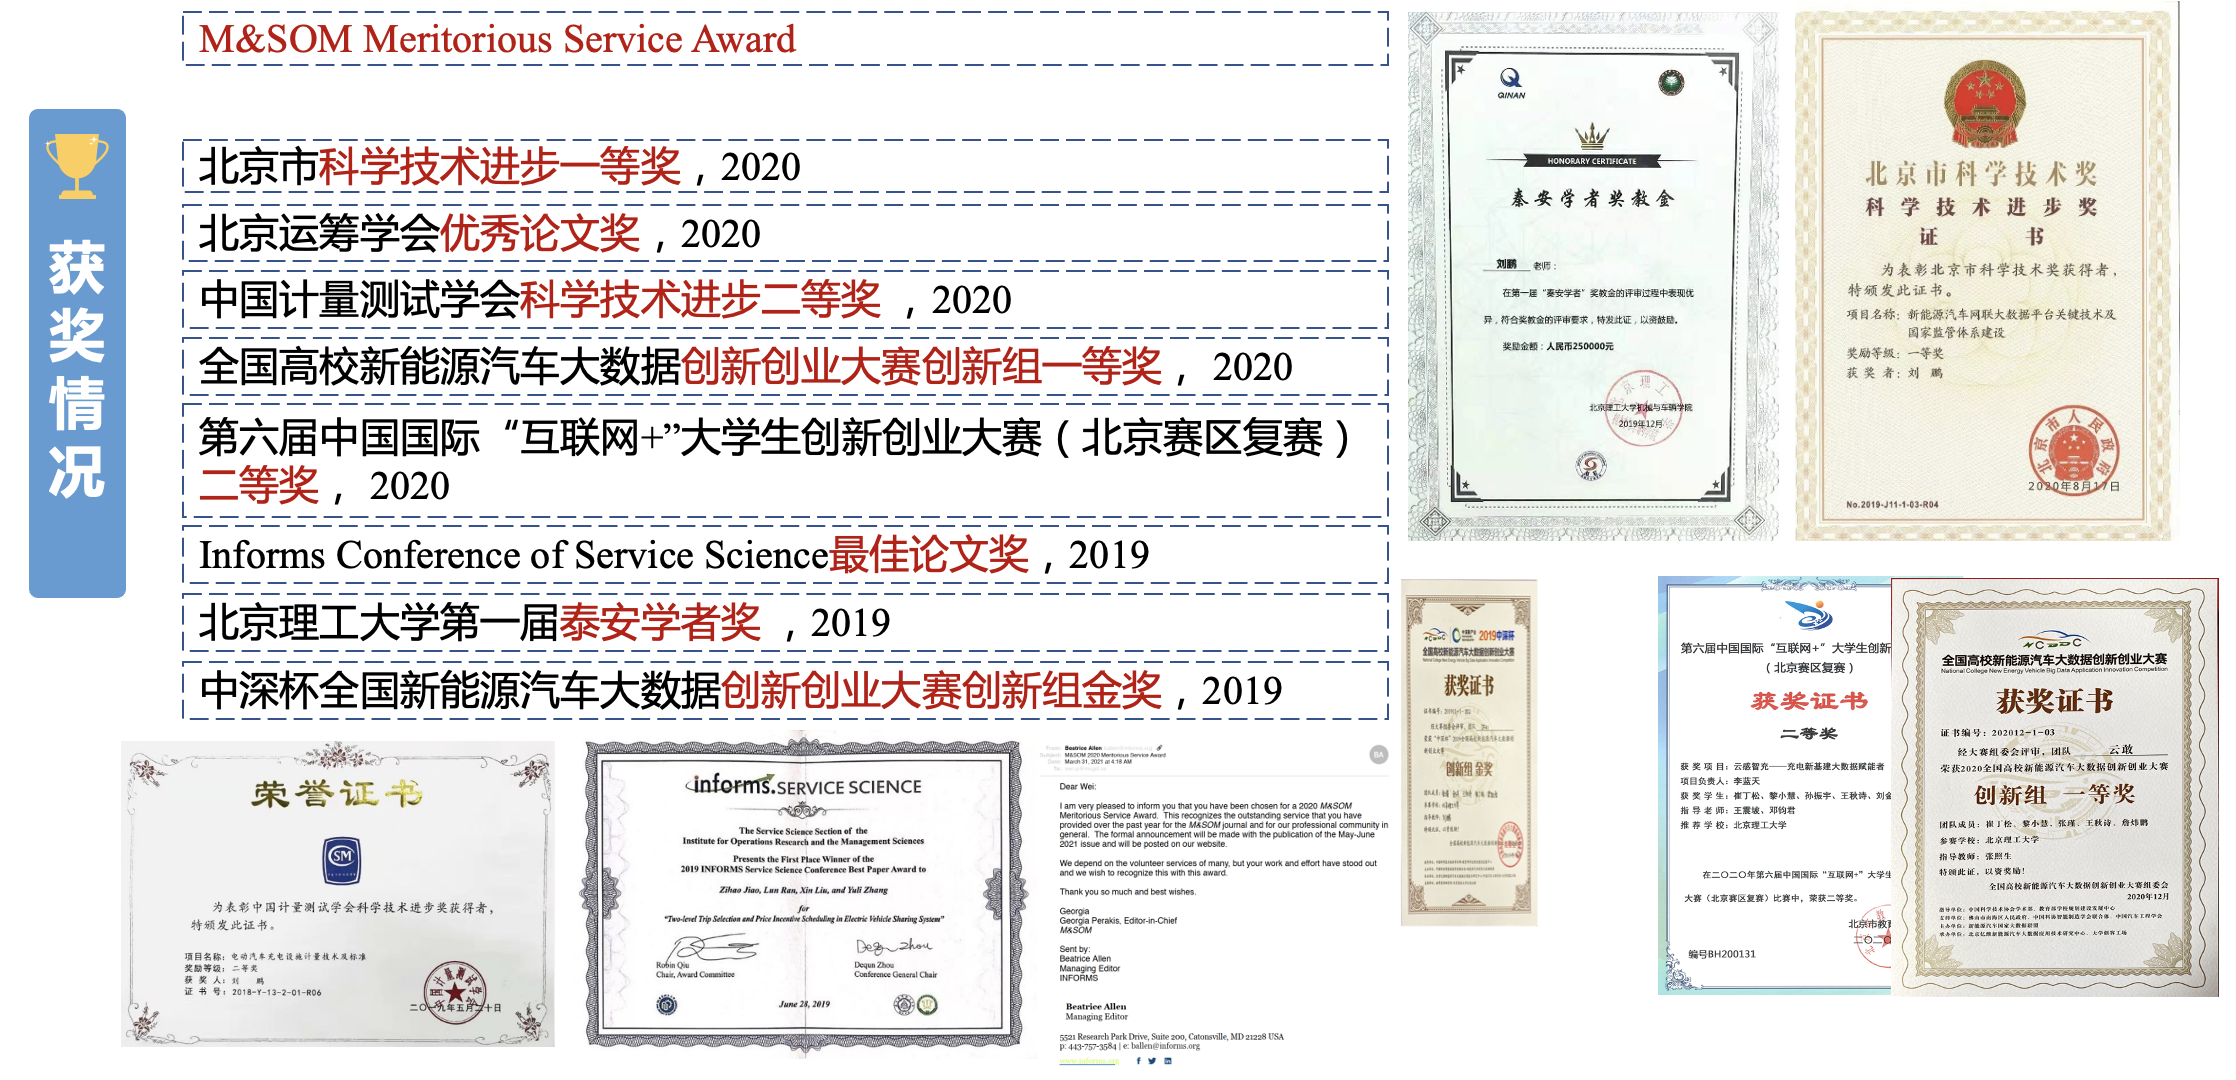 M&SOM Meritorious Service Award
获奖情况
北京市科学技术进步一等奖，2020
北京运筹学会优秀论文奖，2020
中国计量测试学会科学技术进步二等奖 ，2020
全国高校新能源汽车大数据创新创业大赛创新组一等奖， 2020
第六届中国国际“互联网+”大学生创新创业大赛（北京赛区复赛）
二等奖， 2020
Informs Conference of Service Science最佳论文奖，2019
北京理工大学第一届泰安学者奖 ，2019
中深杯全国新能源汽车大数据创新创业大赛创新组金奖，2019
QINAN
HONORARY CERTIFICATE
秦安学者奖教金
刘鹏 老师：
在第一届“秦安学者”奖教金的评审过程中表现优
异，符合奖教金的评审要求，特发此证，以资鼓励。
奖励金额：人民币250000元
北京理工大学机械与车辆学院
2019年12月
北京市科学技术奖
科学技术进步奖
证 书
为表彰北京市科学技术奖获得者，
特颁发此证书。
项目名称：新能源汽车网联大数据平台关键技术及
国家监管体系建设
奖励等级：一等奖
获 奖 者：刘 鹏
北京市人民政府
2020年8月17日
No.2019-J11-1-03-R04
荣誉证书
SM
为表彰中国计量测试学会科学技术进步奖获得者，
特颁发此证书。
项目名称：电动汽车充电设施计量技术及标准
奖励等级：二等奖
获 奖 人：刘 鹏
证 书 号：2018-Y-13-2-01-R06
二〇一九年五月二十日
informs. SERVICE SCIENCE
The Service Science Section of the
Institute for Operations Research and the Management Sciences
Presents the First Place Winner of the
2019 INFORMS Service Science Conference Best Paper Award to
Zihao Jiao, Lun Ran, Xin Liu, and Yuli Zhang
for
“Two-level Trip Selection and Price Incentive Scheduling in Electric Vehicle Sharing System”
Robin Qiu
Chair, Award Committee
Dequn Zhou
Conference General Chair
June 28, 2019
Beatrice Allen
M&SOM 2020 Meritorious Service Award
March 31, 2021 at 4:18 AM
BA
Dear Wei:
I am very pleased to inform you that you have been chosen for a 2020 M&SOM
Meritorious Service Award. This recognizes the outstanding service that you have
provided over the past year for the M&SOM journal and for our professional community in
general. The formal announcement will be made with the publication of the May-June
2021 issue and will be posted on our website.
We depend on the volunteer services of many, but your work and effort have stood out
and we wish to recognize this with this award.
Thank you so much and best wishes.
Georgia
Georgia Perakis, Editor-in-Chief
M&SOM
Sent by:
Beatrice Allen
Managing Editor
INFORMS
Beatrice Allen
Managing Editor
5521 Research Park Drive, Suite 200, Catonsville, MD 21228 USA
p: 443-757-3584 | e: ballen@informs.org
www.informs.org
2019中深杯
全国高校新能源汽车大数据创新创业大赛
获奖证书
创新组 金奖
第六届中国国际“互联网+”大学生创新
（北京赛区复赛）
获奖证书
二等奖
获 奖 项 目：云感智充——充电新基建大数据赋能者
项目负责人：李蓝天
获 奖 学 生：崔丁松、黎小慧、孙振宇、王秋诗、刘金
指 导 老 师：王震坡、邓钧君
推 荐 学 校：北京理工大学
在二〇二〇年第六届中国国际“互联网+”大学生
大赛（北京赛区复赛）比赛中，荣获二等奖。
北京市教
二〇二〇
编号BH200131
NCBDC
全国高校新能源汽车大数据创新创业大赛
National College New Energy Vehicle Big Data Application Innovation Competition
获奖证书
证书编号：202012-1-03
经大赛组委会评审，团队 云敢
荣获2020全国高校新能源汽车大数据创新创业大赛
创新组 一等奖
团队成员：崔丁松、黎小慧、张瑾、王秋诗、詹炜鹏
参赛学校：北京理工大学
指导教师：张照生
特颁此证，以资奖励！
全国高校新能源汽车大数据创新创业大赛组委会
2020年12月